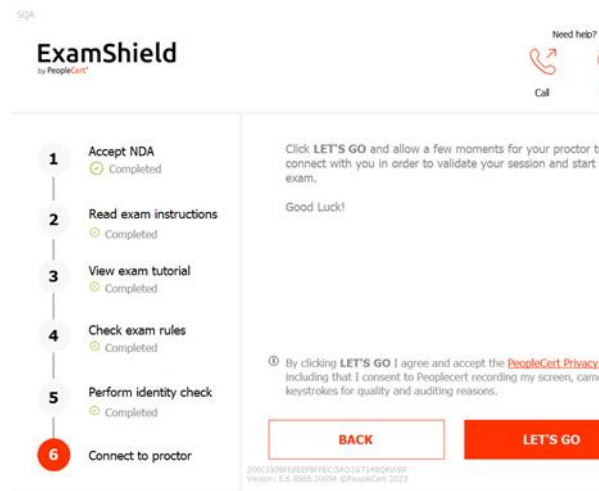 SQA
Need help?
ExamShield
by PeopleCert
Call
1 Accept NDA
Completed
2 Read exam instructions
Completed
3 View exam tutorial
Completed
4 Check exam rules
Completed
5 Perform identity check
Completed
6 Connect to proctor
Click LET'S GO and allow a few moments for your proctor t
connect with you in order to validate your session and start
exam.
Good Luck!
By clicking LET'S GO I agree and accept the PeopleCert Privacy
including that I consent to Peoplecert recording my screen, cam
keystrokes for quality and auditing reasons.
BACK
LET'S GO
©PeopleCert 2022